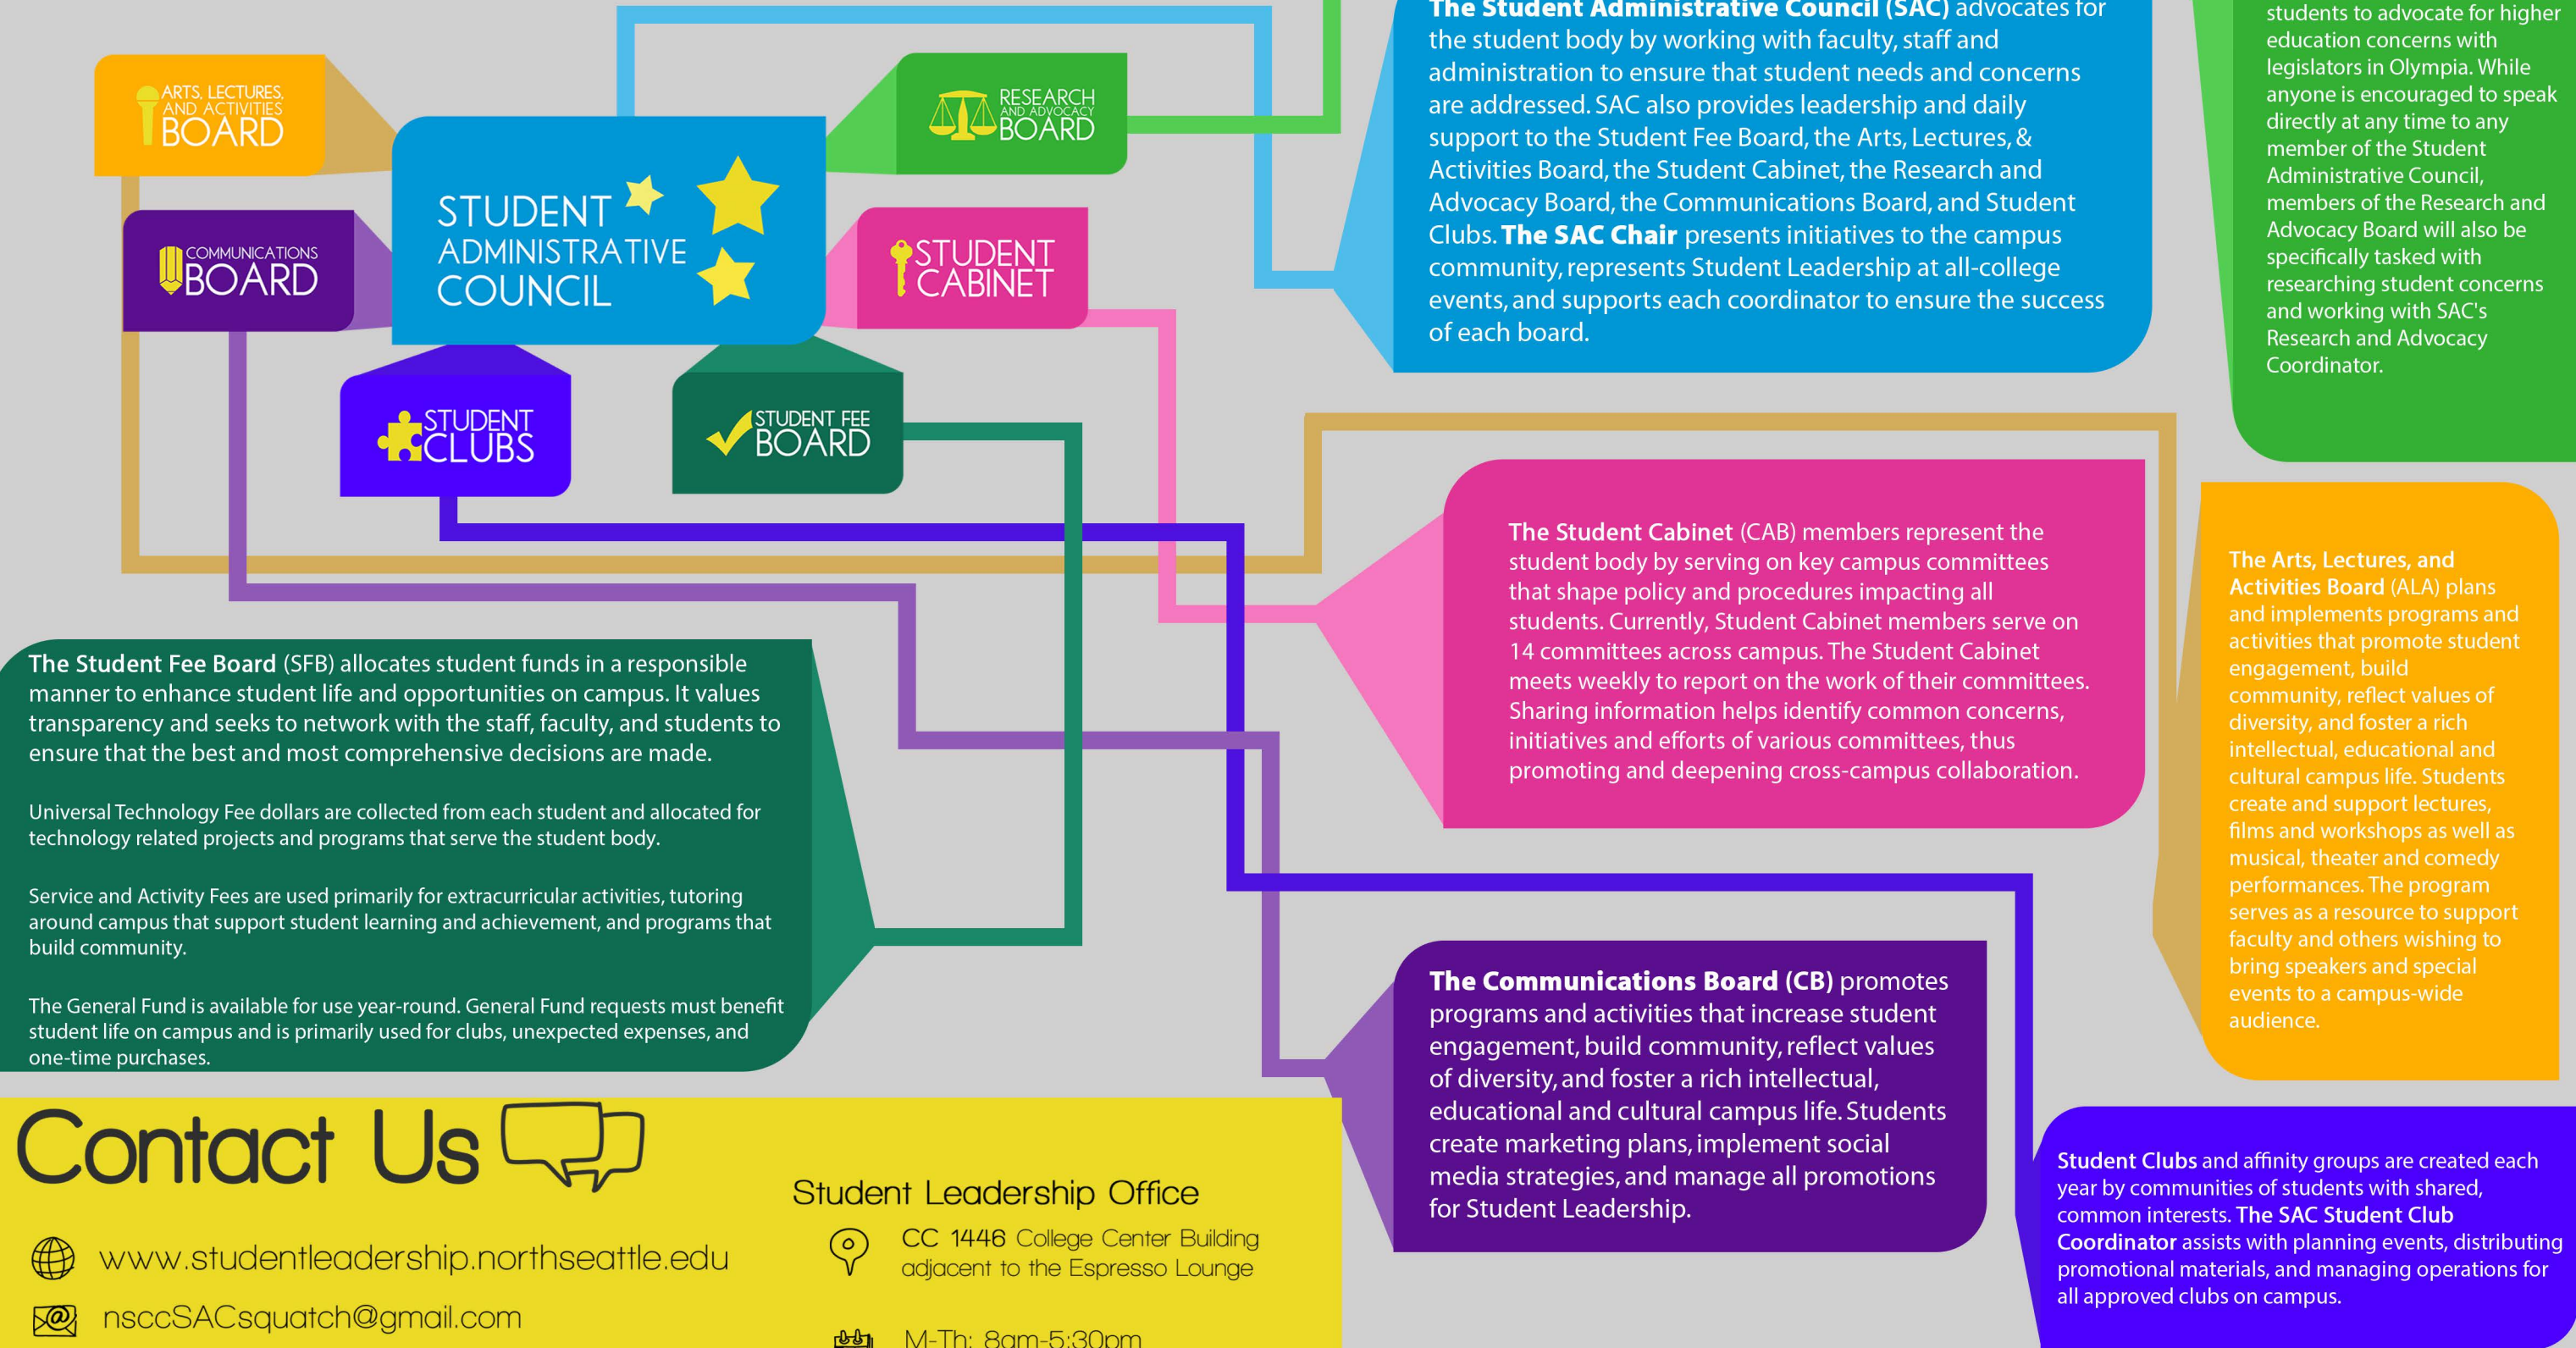 ARTS, LECTURES,
AND ACTIVITIES
BOARD
RESEARCH
AND ADVOCACY
BOARD
COMMUNICATIONS
BOARD
STUDENT
ADMINISTRATIVE
COUNCIL
STUDENT
CABINET
STUDENT
CLUBS
STUDENT FEE
BOARD
The Student Administrative Council (SAC) advocates for
the student body by working with faculty, staff and
administration to ensure that student needs and concerns
are addressed. SAC also provides leadership and daily
support to the Student Fee Board, the Arts, Lectures, &
Activities Board, the Student Cabinet, the Research and
Advocacy Board, the Communications Board, and Student
Clubs. The SAC Chair presents initiatives to the campus
community, represents Student Leadership at all-college
events, and supports each coordinator to ensure the success
of each board.
students to advocate for higher
education concerns with
legislators in Olympia. While
anyone is encouraged to speak
directly at any time to any
member of the Student
Administrative Council,
members of the Research and
Advocacy Board will also be
specifically tasked with
researching student concerns
and working with SAC's
Research and Advocacy
Coordinator.
The Student Cabinet (CAB) members represent the
student body by serving on key campus committees
that shape policy and procedures impacting all
students. Currently, Student Cabinet members serve on
14 committees across campus. The Student Cabinet
meets weekly to report on the work of their committees.
Sharing information helps identify common concerns,
initiatives and efforts of various committees, thus
promoting and deepening cross-campus collaboration.
The Arts, Lectures, and
Activities Board (ALA) plans
and implements programs and
activities that promote student
engagement, build
community, reflect values of
diversity, and foster a rich
intellectual, educational and
cultural campus life. Students
create and support lectures,
films and workshops as well as
musical, theater and comedy
performances. The program
serves as a resource to support
faculty and others wishing to
bring speakers and special
events to a campus-wide
audience.
The Student Fee Board (SFB) allocates student funds in a responsible
manner to enhance student life and opportunities on campus. It values
transparency and seeks to network with the staff, faculty, and students to
ensure that the best and most comprehensive decisions are made.
Universal Technology Fee dollars are collected from each student and allocated for
technology related projects and programs that serve the student body.
Service and Activity Fees are used primarily for extracurricular activities, tutoring
around campus that support student learning and achievement, and programs that
build community.
The General Fund is available for use year-round. General Fund requests must benefit
student life on campus and is primarily used for clubs, unexpected expenses, and
one-time purchases.
The Communications Board (CB) promotes
programs and activities that increase student
engagement, build community, reflect values
of diversity, and foster a rich intellectual,
educational and cultural campus life. Students
create marketing plans, implement social
media strategies, and manage all promotions
for Student Leadership.
Student Clubs and affinity groups are created each
year by communities of students with shared,
common interests. The SAC Student Club
Coordinator assists with planning events, distributing
promotional materials, and managing operations for
all approved clubs on campus.
Contact Us
www.studentleadership.northseattle.edu
nsccSACsquatch@gmail.com
Student Leadership Office
CC 1446 College Center Building
adjacent to the Espresso Lounge
M-Th: 8am-5:30pm